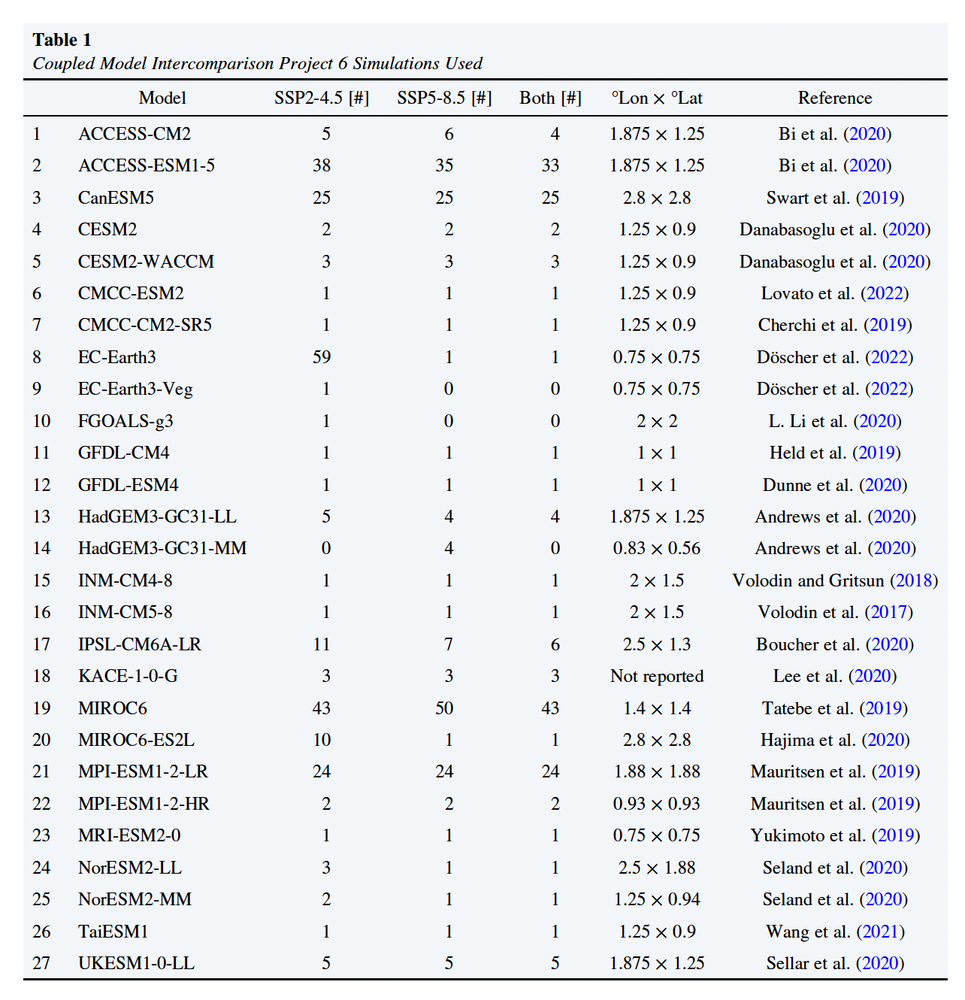 Table 1
Coupled Model Intercomparison Project 6 Simulations Used
Model SSP2-4.5 [#] SSP5-8.5 [#] Both [#] °Lon × °Lat Reference
1 ACCESS-CM2 5 6 4 1.875 × 1.25 Bi et al. (2020)
2 ACCESS-ESM1-5 38 35 33 1.875 × 1.25 Bi et al. (2020)
3 CanESM5 25 25 25 2.8 × 2.8 Swart et al. (2019)
4 CESM2 2 2 2 1.25 × 0.9 Danabasoglu et al. (2020)
5 CESM2-WACCM 3 3 3 1.25 × 0.9 Danabasoglu et al. (2020)
6 CMCC-ESM2 1 1 1 1.25 × 0.9 Lovato et al. (2022)
7 CMCC-CM2-SR5 1 1 1 1.25 × 0.9 Cherchi et al. (2019)
8 EC-Earth3 59 1 1 0.75 × 0.75 Döscher et al. (2022)
9 EC-Earth3-Veg 1 0 0 0.75 × 0.75 Döscher et al. (2022)
10 FGOALS-g3 1 0 0 2 × 2 L. Li et al. (2020)
11 GFDL-CM4 1 1 1 1 × 1 Held et al. (2019)
12 GFDL-ESM4 1 1 1 1 × 1 Dunne et al. (2020)
13 HadGEM3-GC31-LL 5 4 4 1.875 × 1.25 Andrews et al. (2020)
14 HadGEM3-GC31-MM 0 4 0 0.83 × 0.56 Andrews et al. (2020)
15 INM-CM4-8 1 1 1 2 × 1.5 Volodin and Gritsun (2018)
16 INM-CM5-8 1 1 1 2 × 1.5 Volodin et al. (2017)
17 IPSL-CM6A-LR 11 7 6 2.5 × 1.3 Boucher et al. (2020)
18 KACE-1-0-G 3 3 3 Not reported Lee et al. (2020)
19 MIROC6 43 50 43 1.4 × 1.4 Tatebe et al. (2019)
20 MIROC6-ES2L 10 1 1 2.8 × 2.8 Hajima et al. (2020)
21 MPI-ESM1-2-LR 24 24 24 1.88 × 1.88 Mauritsen et al. (2019)
22 MPI-ESM1-2-HR 2 2 2 0.93 × 0.93 Mauritsen et al. (2019)
23 MRI-ESM2-0 1 1 1 0.75 × 0.75 Yukimoto et al. (2019)
24 NorESM2-LL 3 1 1 2.5 × 1.88 Seland et al. (2020)
25 NorESM2-MM 2 1 1 1.25 × 0.94 Seland et al. (2020)
26 TaiESM1 1 1 1 1.25 × 0.9 Wang et al. (2021)
27 UKESM1-0-LL 5 5 5 1.875 × 1.25 Sellar et al. (2020)